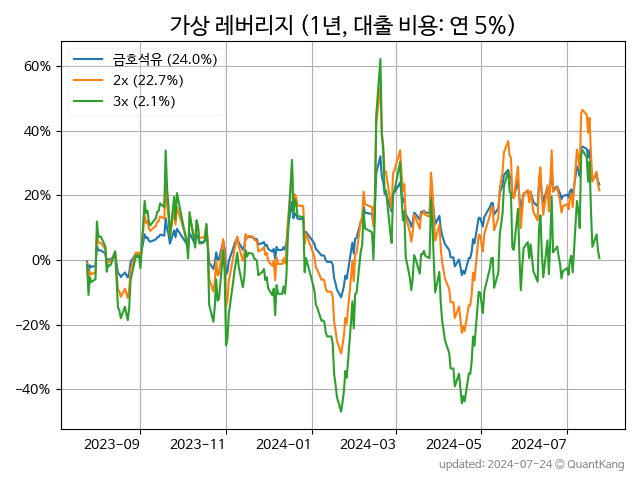 가상 레버리지 (1년, 대출 비용: 연 5%)
금호석유 (24.0%)
2x (22.7%)
3x (2.1%)
60%
40%
20%
0%
−20%
−40%
2023-09
2023-11
2024-01
2024-03
2024-05
2024-07
updated: 2024-07-24 © QuantKang